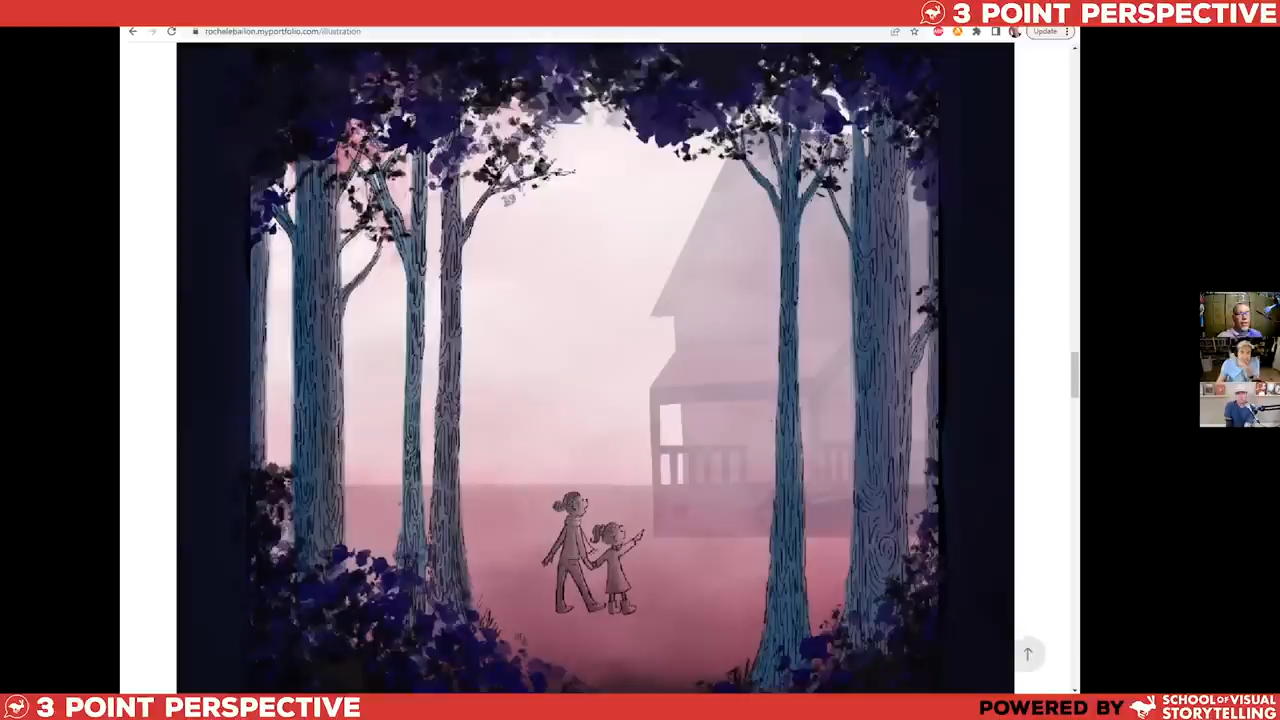 3 POINT PERSPECTIVE
rochelebailon.myportfolio.com/illustration
Update
3 POINT PERSPECTIVE
POWERED BY
SCHOOL OF VISUAL
STORYTELLING